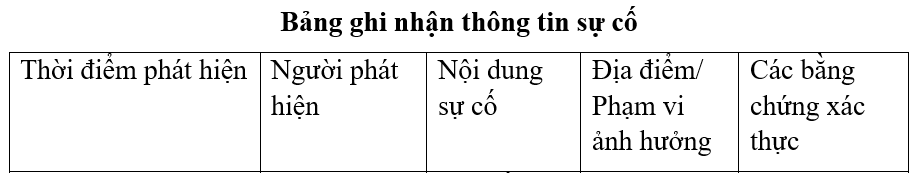 Bảng ghi nhận thông tin sự cố
Thời điểm phát hiện
Người phát
hiện
Nội dung
sự cố
Địa điểm/
Phạm vi
ảnh hưởng
Các bằng
chứng xác
thực